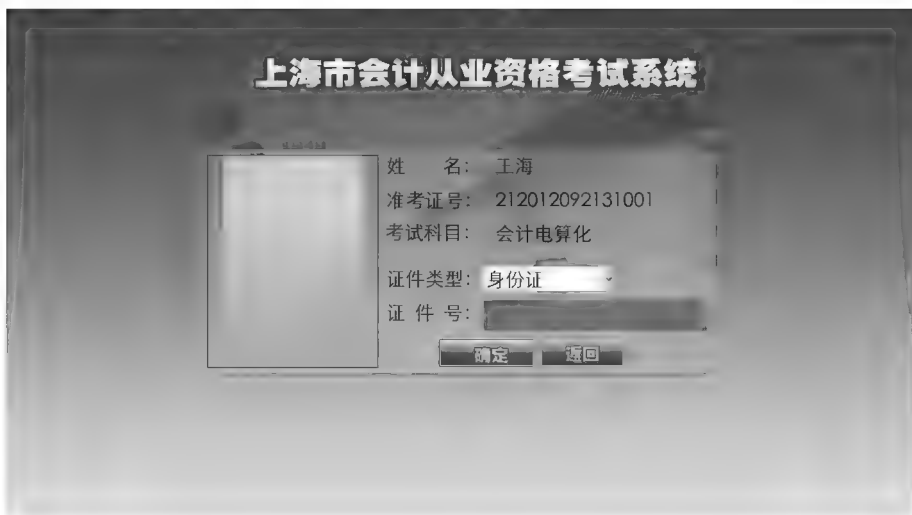 上海市会计从业资格考试系统
姓 名： 王海
准考证号： 212012092131001
考试科目： 会计电算化
证件类型： 身份证
证 件 号：
确定 返回